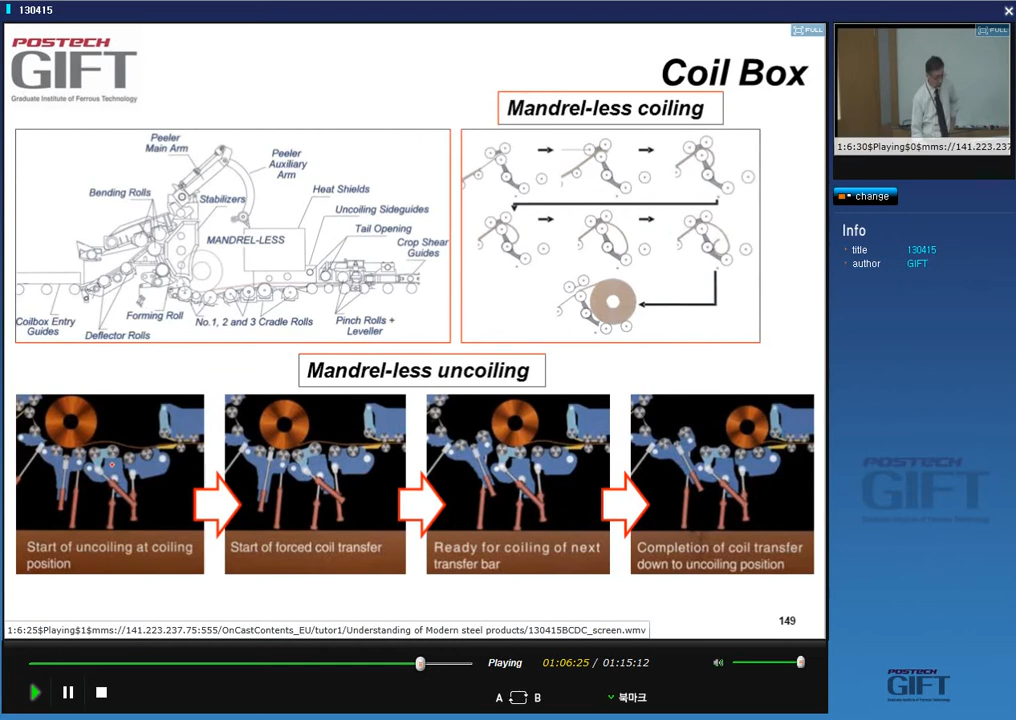 130415
POSTECH
GIFT
Graduate Institute of Ferrous Technology
FULL
Coil Box
Mandrel-less coiling
Peeler
Main Arm
Peeler
Auxiliary
Arm
Bending Rolls
Stabilizers
Heat Shields
Uncoiling Sideguides
MANDREL-LESS
Tail Opening
Crop Shear
Guides
Coilbox Entry
Guides
Forming Roll
Deflector Rolls
No.1, 2 and 3 Cradle Rolls
Pinch Rolls +
Leveller
Mandrel-less uncoiling
Start of uncoiling at coiling
position
Start of forced coil transfer
Ready for coiling of next
transfer bar
Completion of coil transfer
down to uncoiling position
149
1:6:25$Playing$1$mms://141.223.237.75:555/OnCastContents_EU/tutor1/Understanding of Modern steel products/130415BCDC_screen.wmv
FULL
1:6:30$Playing$0$mms://141.223.237
change
Info
title 130415
author GIFT
POSTECH
GIFT
Playing 01:06:25 / 01:15:12
A B 북마크
POSTECH
GIFT